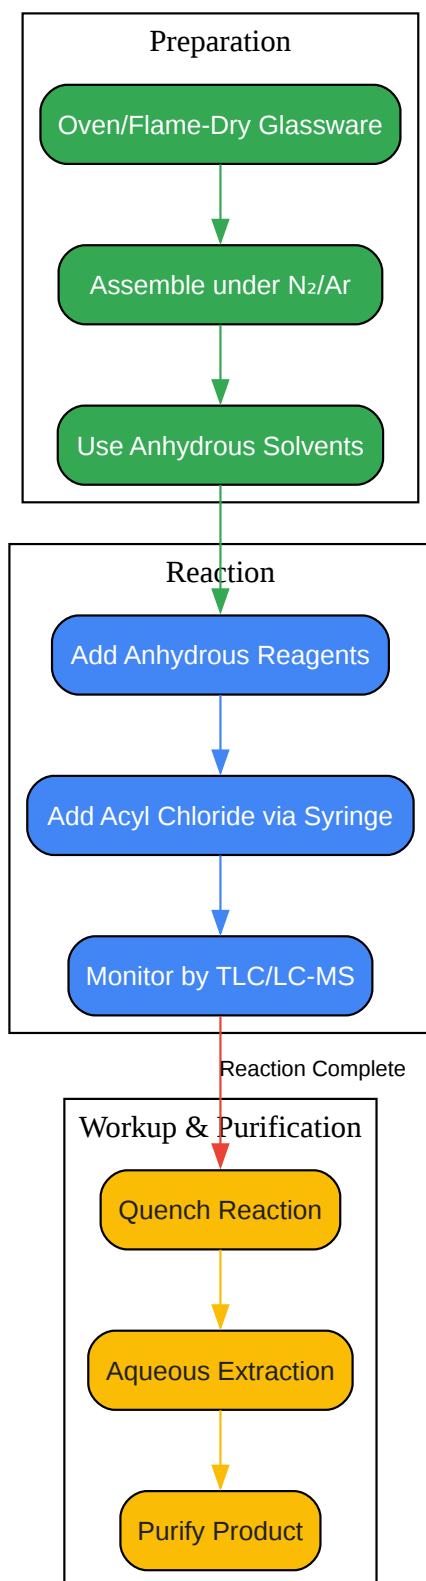 Preparation
Oven/Flame-Dry Glassware
Assemble under N₂/Ar
Use Anhydrous Solvents
Reaction
Add Anhydrous Reagents
Add Acyl Chloride via Syringe
Monitor by TLC/LC-MS
Reaction Complete
Workup & Purification
Quench Reaction
Aqueous Extraction
Purify Product